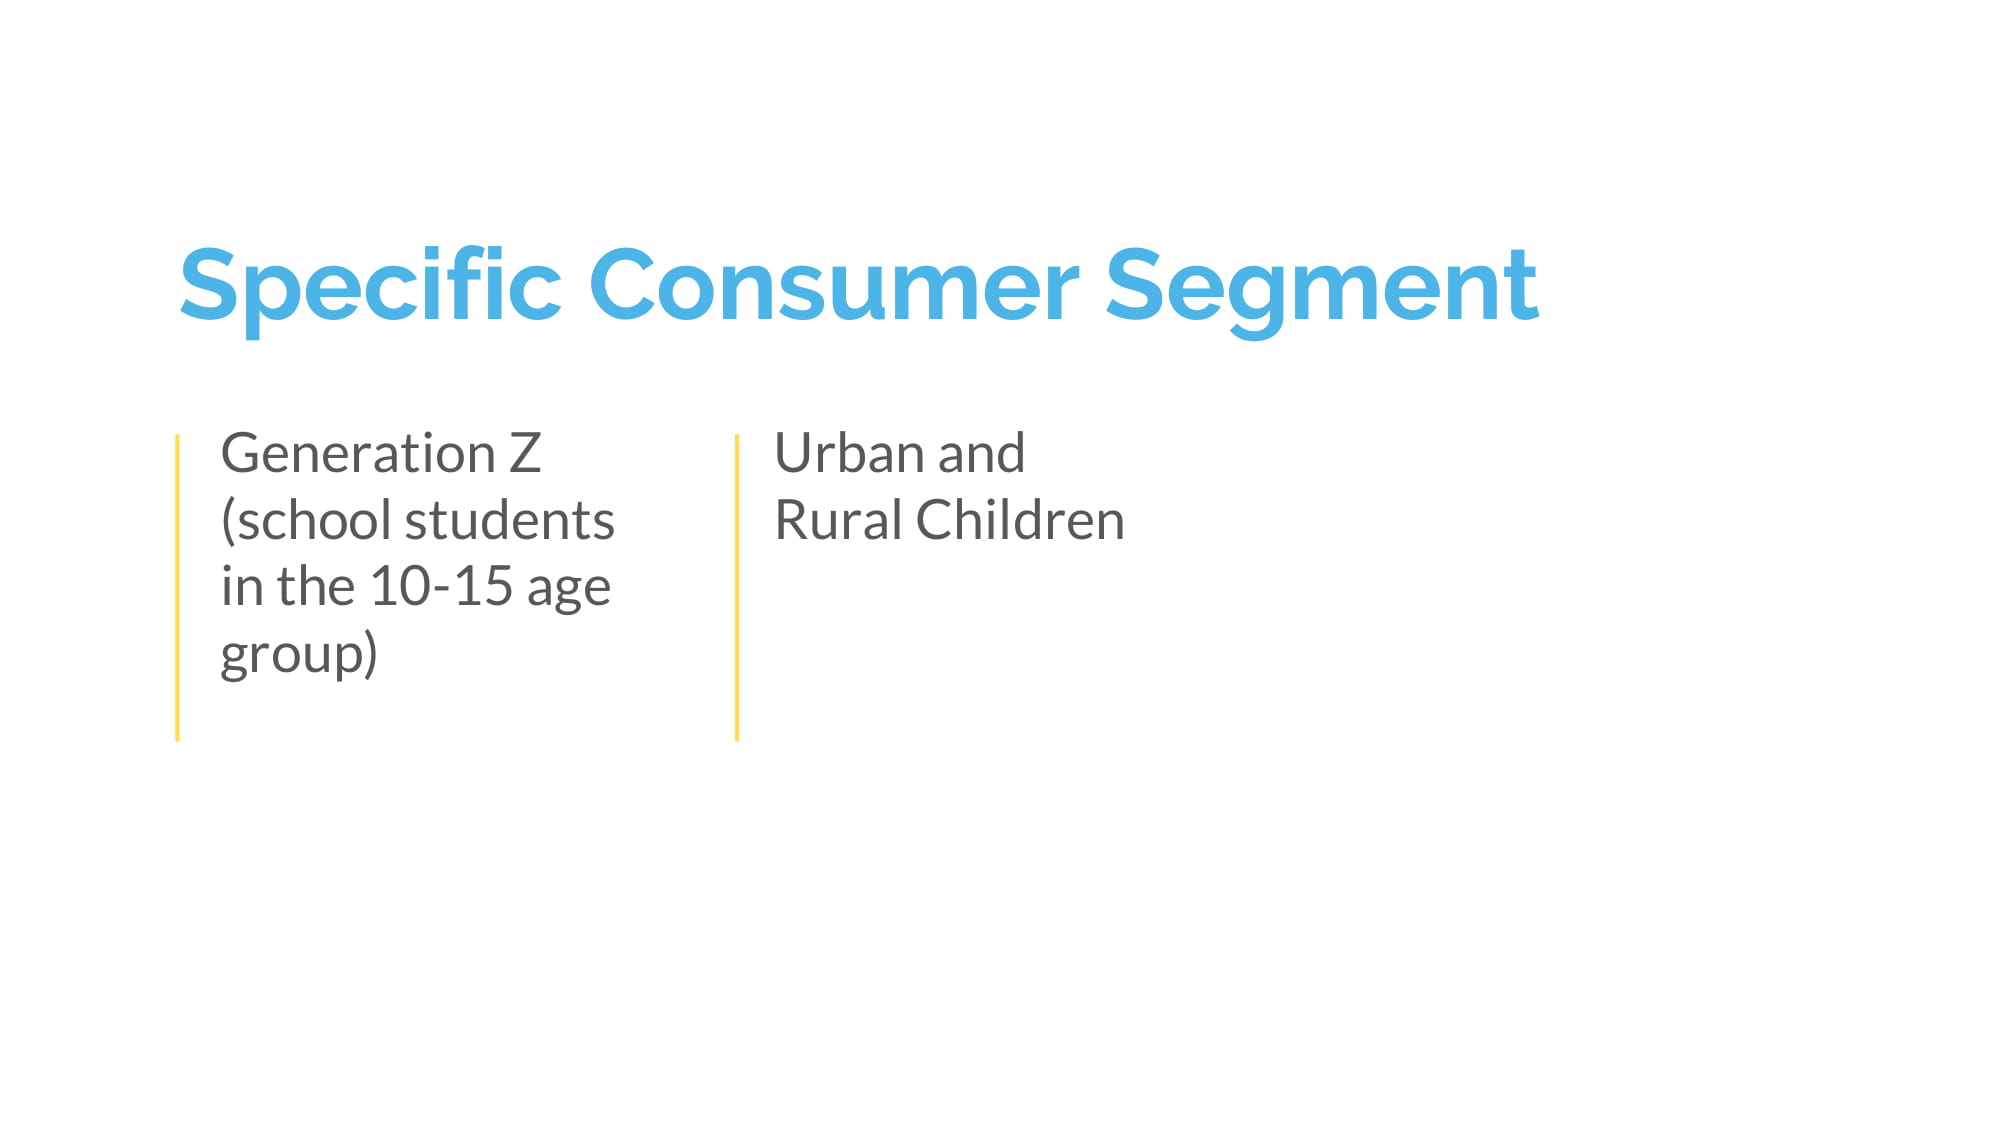 Specific Consumer Segment
Generation Z
(school students
in the 10-15 age
group)
Urban and
Rural Children